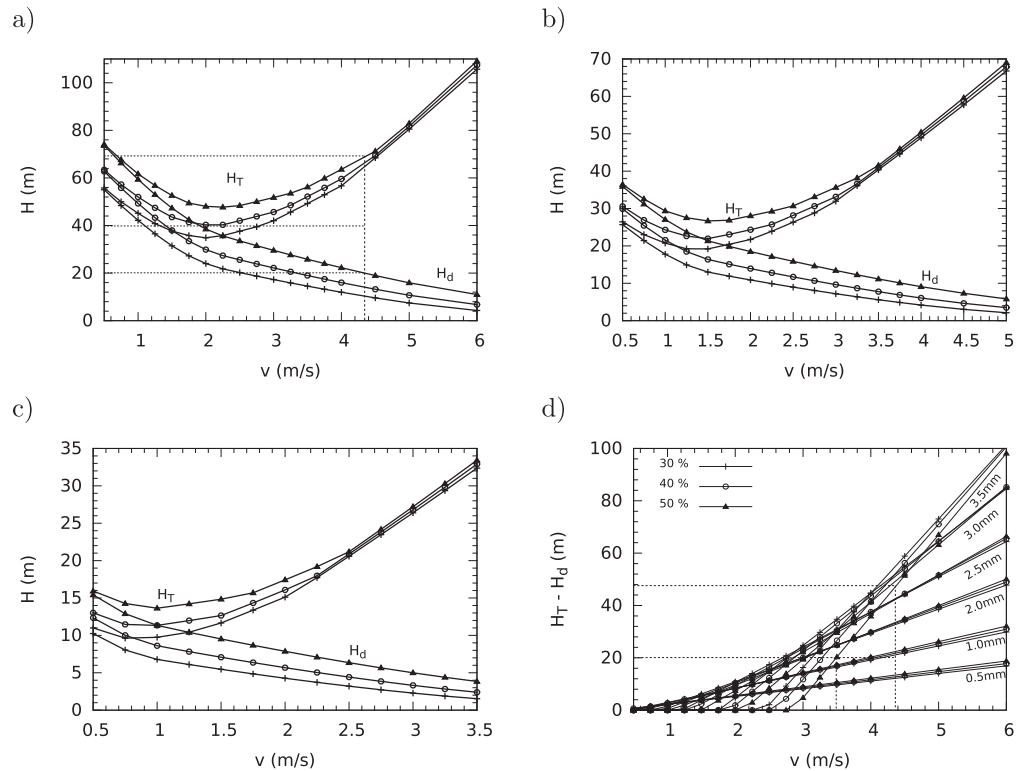 a)
H (m)
100
80
60
40
20
0
H_T
H_d
1 2 3 4 5 6
v (m/s)
b)
H (m)
70
60
50
40
30
20
10
0
H_T
H_d
0.5 1 1.5 2 2.5 3 3.5 4 4.5 5
v (m/s)
c)
H (m)
35
30
25
20
15
10
5
0
H_T
H_d
0.5 1 1.5 2 2.5 3 3.5
v (m/s)
d)
H_T - H_d (m)
100
80
60
40
20
0
30 %
40 %
50 %
3.5mm
3.0mm
2.5mm
2.0mm
1.0mm
0.5mm
1 2 3 4 5 6
v (m/s)